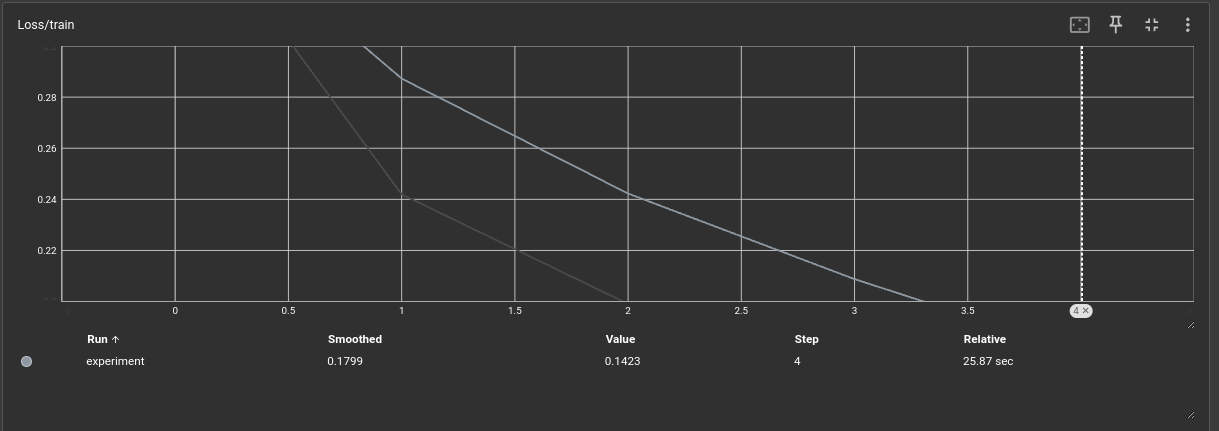 Loss/train
0.28
0.26
0.24
0.22
0 0.5 1 1.5 2 2.5 3 3.5 4 ✕
Run ↑ Smoothed Value Step Relative
experiment 0.1799 0.1423 4 25.87 sec